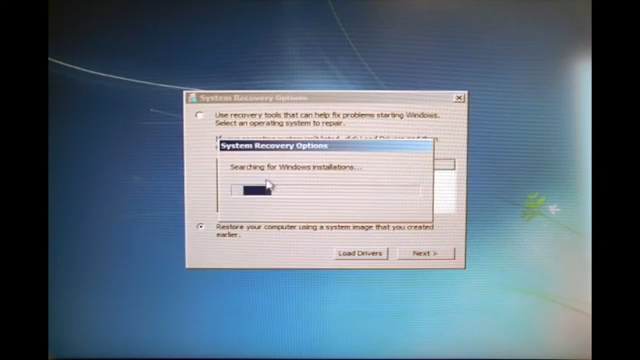 System Recovery Options
Use recovery tools that can help fix problems starting Windows.
Select an operating system to repair.
System Recovery Options
Searching for Windows installations...
Restore your computer using a system image that you created
earlier.
Load Drivers
Next >